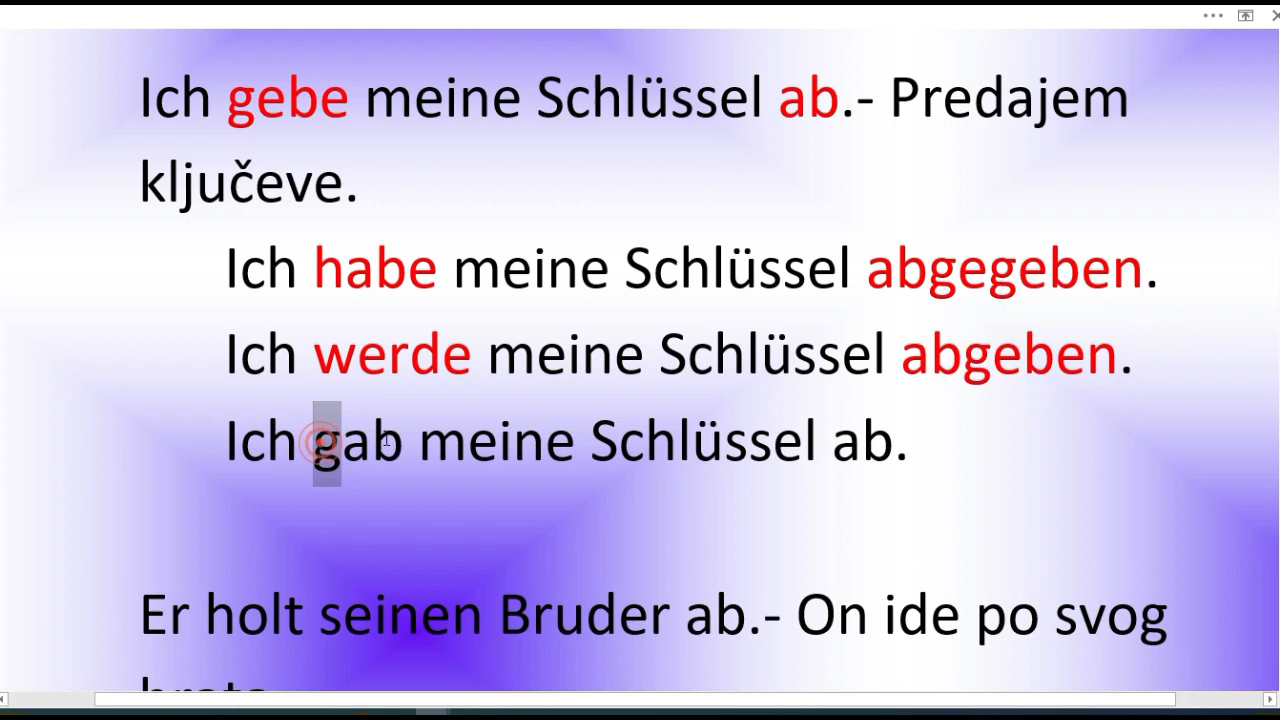 Ich gebe meine Schlüssel ab.- Predajem
ključeve.
Ich habe meine Schlüssel abgegeben.
Ich werde meine Schlüssel abgeben.
Ich gab meine Schlüssel ab.
Er holt seinen Bruder ab.- On ide po svog